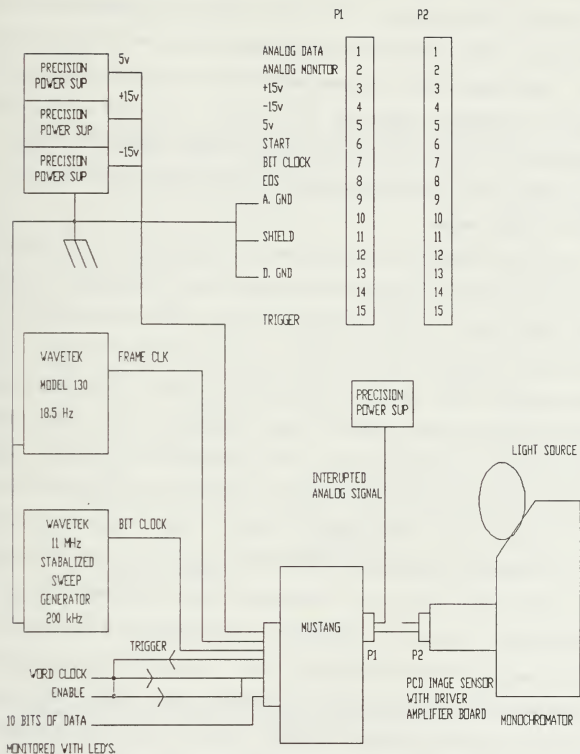 P1 P2
ANALOG DATA 1 1
ANALOG MONITOR 2 2
+15v 3 3
-15v 4 4
5v 5 5
START 6 6
BIT CLOCK 7 7
EOS 8 8
A. GND 9 9
10 10
SHIELD 11 11
12 12
D. GND 13 13
14 14
TRIGGER 15 15
PRECISION
POWER SUP
5v
PRECISION
POWER SUP
+15v
PRECISION
POWER SUP
-15v
WAVETEK
MODEL 130
18.5 Hz
FRAME CLK
PRECISION
POWER SUP
INTERUPTED
ANALOG SIGNAL
LIGHT SOURCE
WAVETEK
11 MHz
STABALIZED
SWEEP
GENERATOR
200 kHz
BIT CLOCK
MUSTANG
P1 P2
TRIGGER
WORD CLOCK
ENABLE
10 BITS OF DATA
MONITORED WITH LED'S.
PCD IMAGE SENSOR
WITH DRIVER
AMPLIFIER BOARD
MONOCHROMATOR